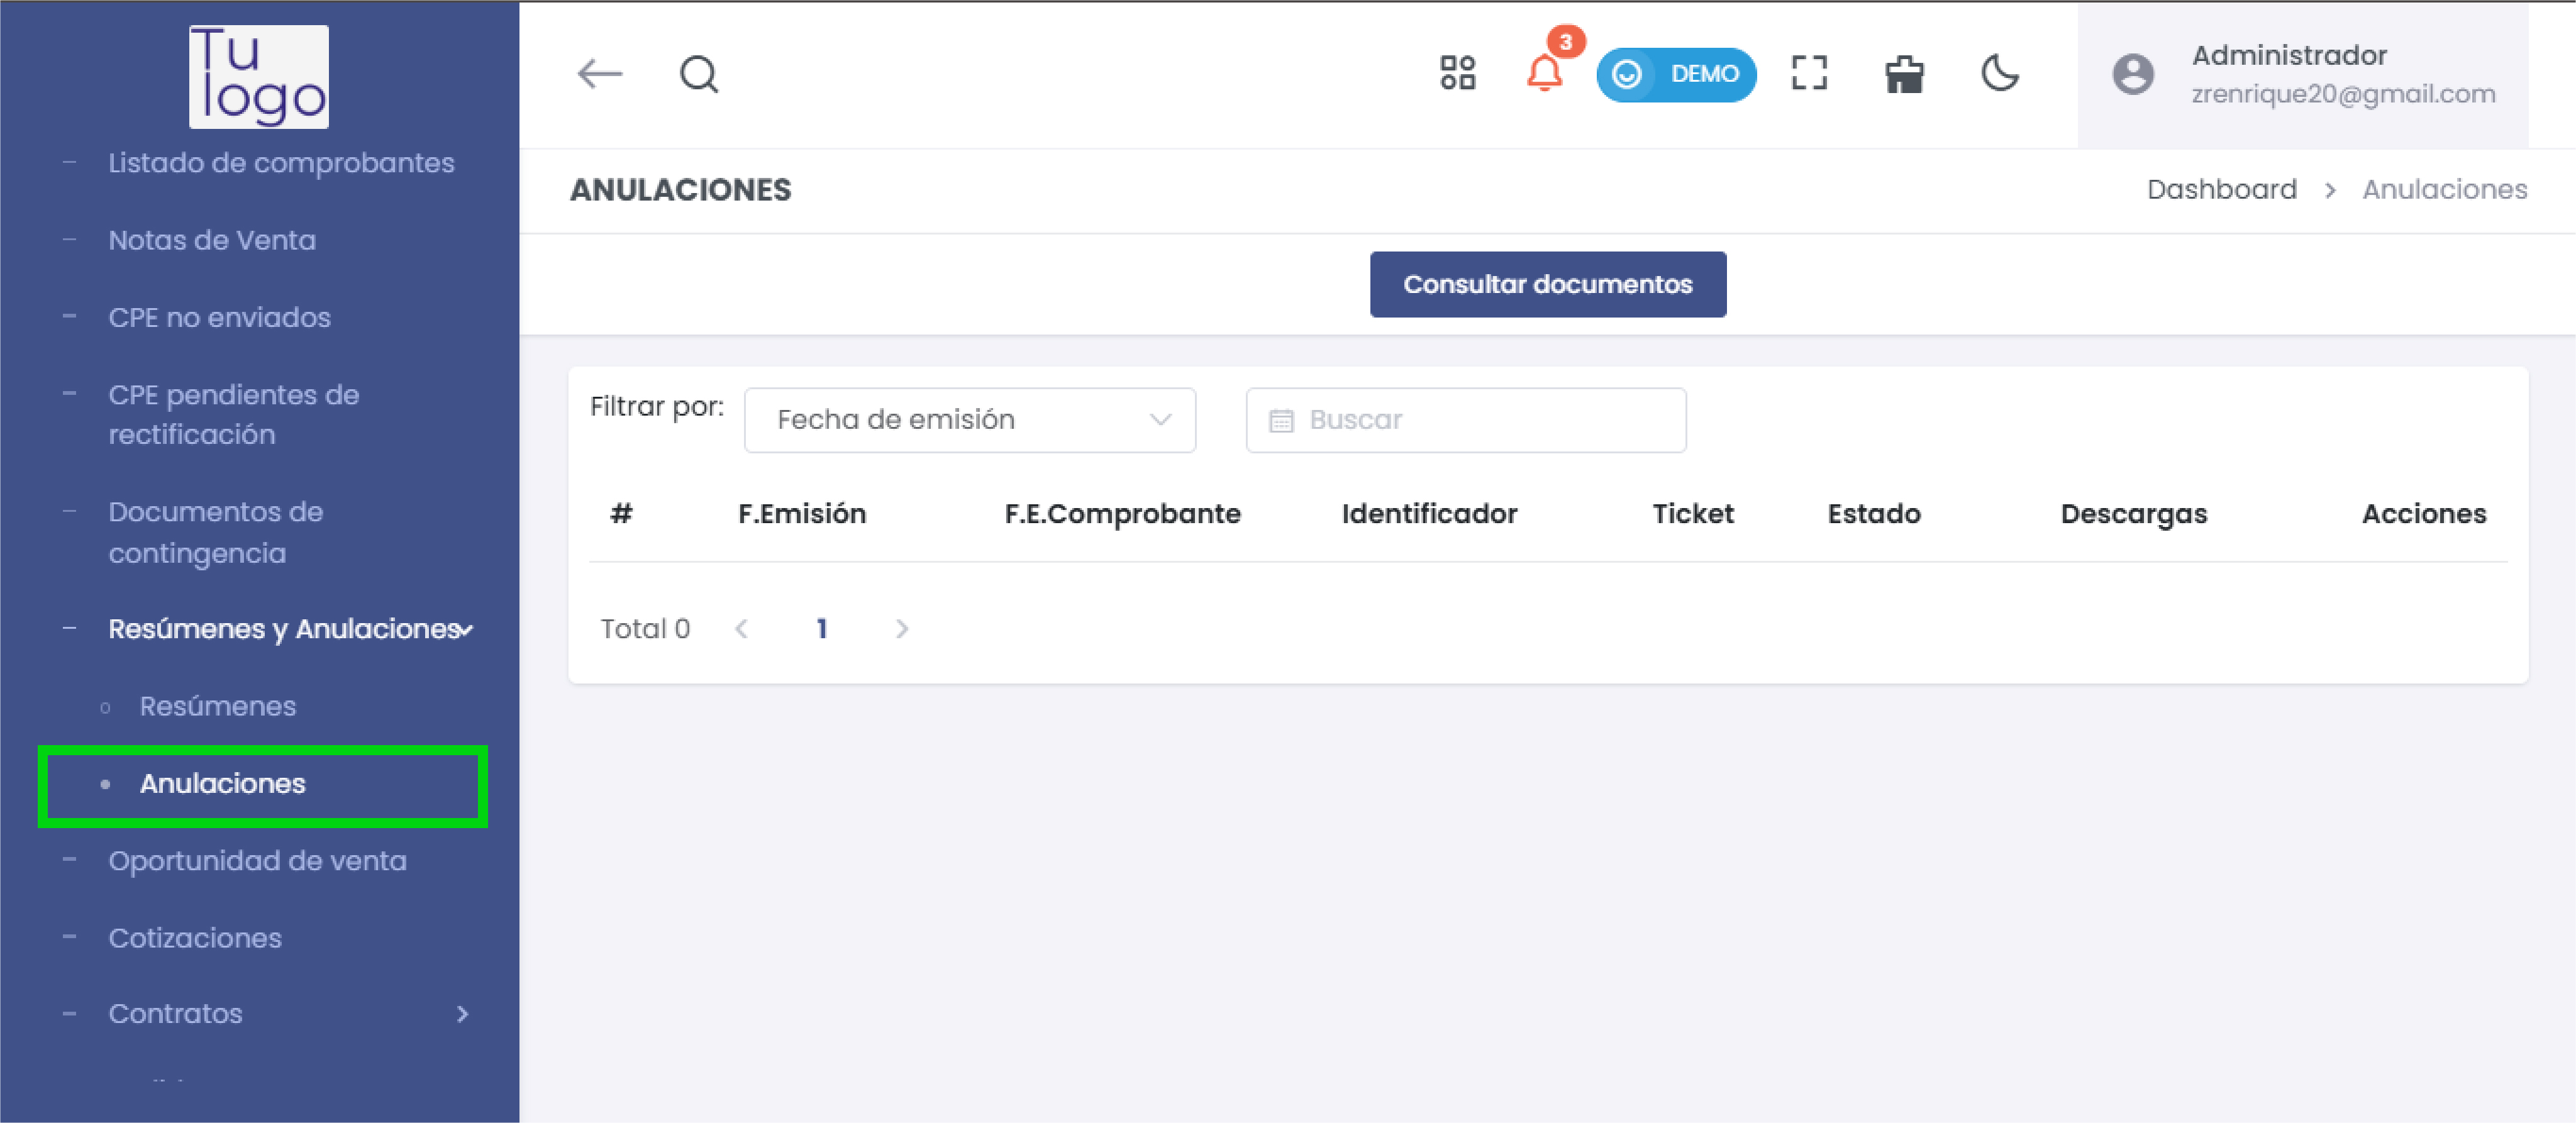 Tu
logo
Listado de comprobantes
Notas de Venta
CPE no enviados
CPE pendientes de
rectificación
Documentos de
contingencia
Resúmenes y Anulaciones
Resúmenes
Anulaciones
Oportunidad de venta
Cotizaciones
Contratos
3
DEMO
Administrador
zrenrique20@gmail.com
ANULACIONES
Dashboard > Anulaciones
Consultar documentos
Filtrar por: Fecha de emisión Buscar
# F.Emisión F.E.Comprobante Identificador Ticket Estado Descargas Acciones
Total 0 < 1 >